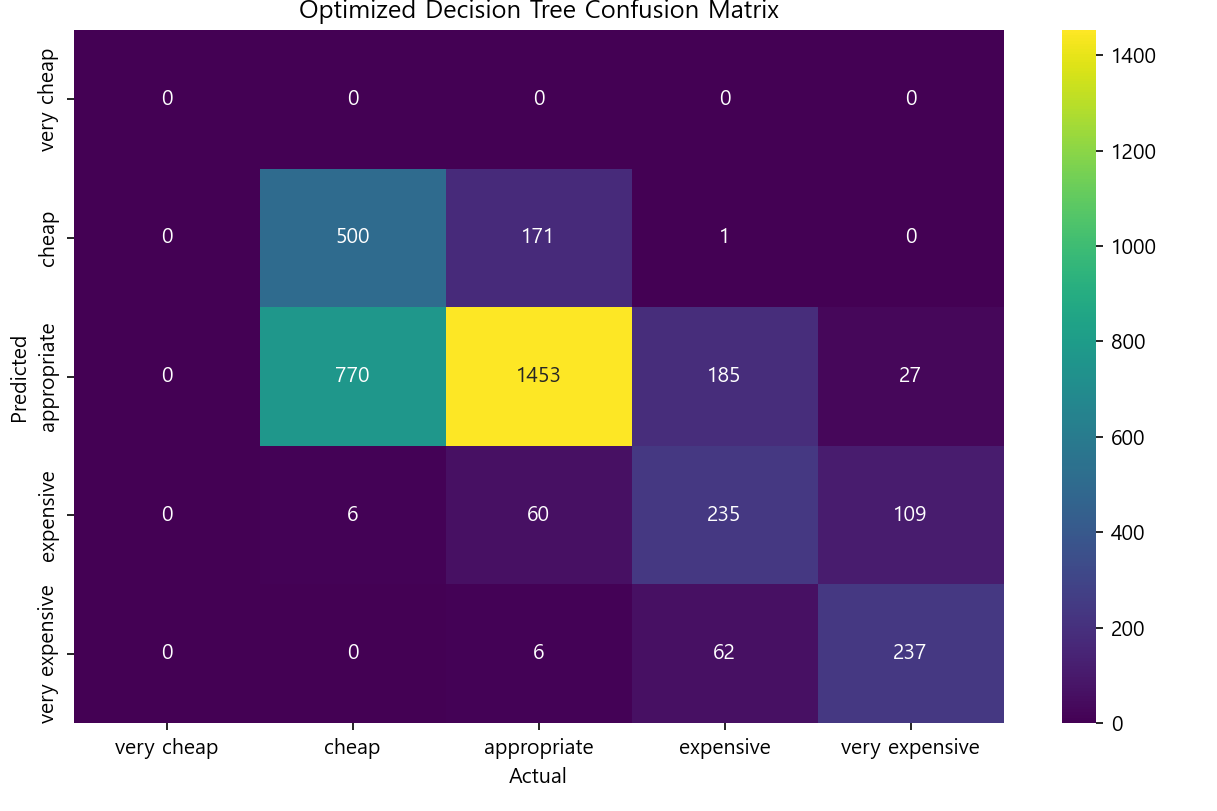 Optimized Decision Tree Confusion Matrix
very cheap
0 0 0 0 0
cheap
0 500 171 1 0
Predicted
appropriate
0 770 1453 185 27
expensive
0 6 60 235 109
very expensive
0 0 6 62 237
very cheap cheap appropriate expensive very expensive
Actual
1400
1200
1000
800
600
400
200
0